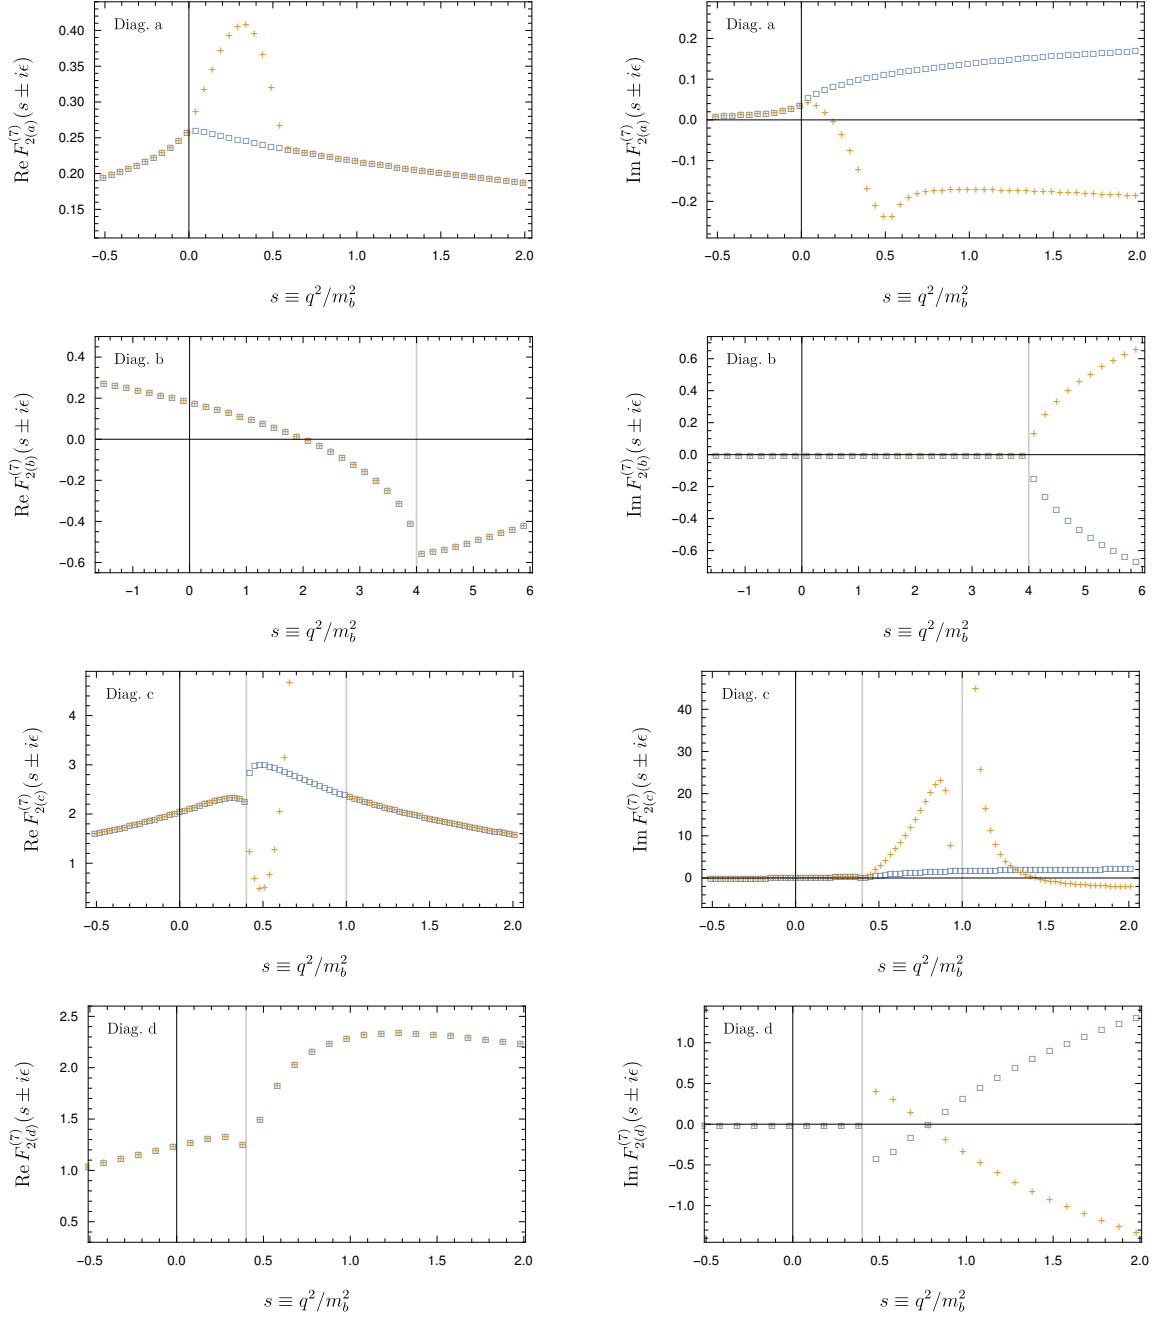 Diag. a
Re F_{2(a)}^{(7)}(s ± iϵ)
0.40
0.35
0.30
0.25
0.20
0.15
−0.5 0.0 0.5 1.0 1.5 2.0
s ≡ q²/m_b²
Diag. a
Im F_{2(a)}^{(7)}(s ± iϵ)
0.2
0.1
0.0
−0.1
−0.2
−0.5 0.0 0.5 1.0 1.5 2.0
s ≡ q²/m_b²
Diag. b
Re F_{2(b)}^{(7)}(s ± iϵ)
0.4
0.2
0.0
−0.2
−0.4
−0.6
−1 0 1 2 3 4 5 6
s ≡ q²/m_b²
Diag. b
Im F_{2(b)}^{(7)}(s ± iϵ)
0.6
0.4
0.2
0.0
−0.2
−0.4
−0.6
−1 0 1 2 3 4 5 6
s ≡ q²/m_b²
Diag. c
Re F_{2(c)}^{(7)}(s ± iϵ)
4
3
2
1
−0.5 0.0 0.5 1.0 1.5 2.0
s ≡ q²/m_b²
Diag. c
Im F_{2(c)}^{(7)}(s ± iϵ)
40
30
20
10
0
−0.5 0.0 0.5 1.0 1.5 2.0
s ≡ q²/m_b²
Diag. d
Re F_{2(d)}^{(7)}(s ± iϵ)
2.5
2.0
1.5
1.0
0.5
−0.5 0.0 0.5 1.0 1.5 2.0
s ≡ q²/m_b²
Diag. d
Im F_{2(d)}^{(7)}(s ± iϵ)
1.0
0.5
0.0
−0.5
−1.0
−0.5 0.0 0.5 1.0 1.5 2.0
s ≡ q²/m_b²